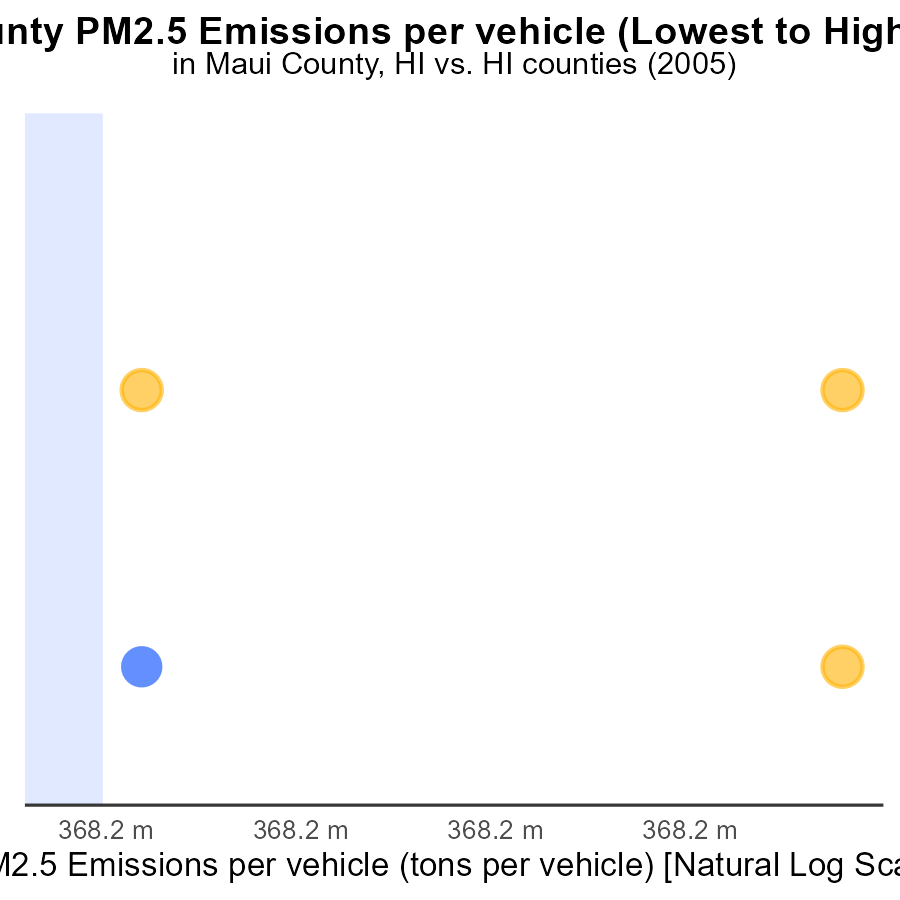 unty PM2.5 Emissions per vehicle (Lowest to High
in Maui County, HI vs. HI counties (2005)
368.2 m 368.2 m 368.2 m 368.2 m
M2.5 Emissions per vehicle (tons per vehicle) [Natural Log Sca